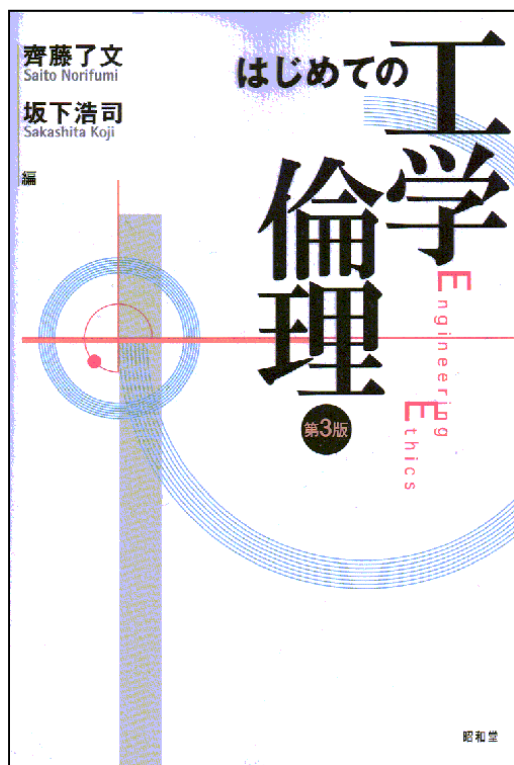 はじめての
工学
倫理
Engineering
Ethics
第3版
齊藤了文
Saito Norifumi
坂下浩司
Sakashita Koji
編
昭和堂